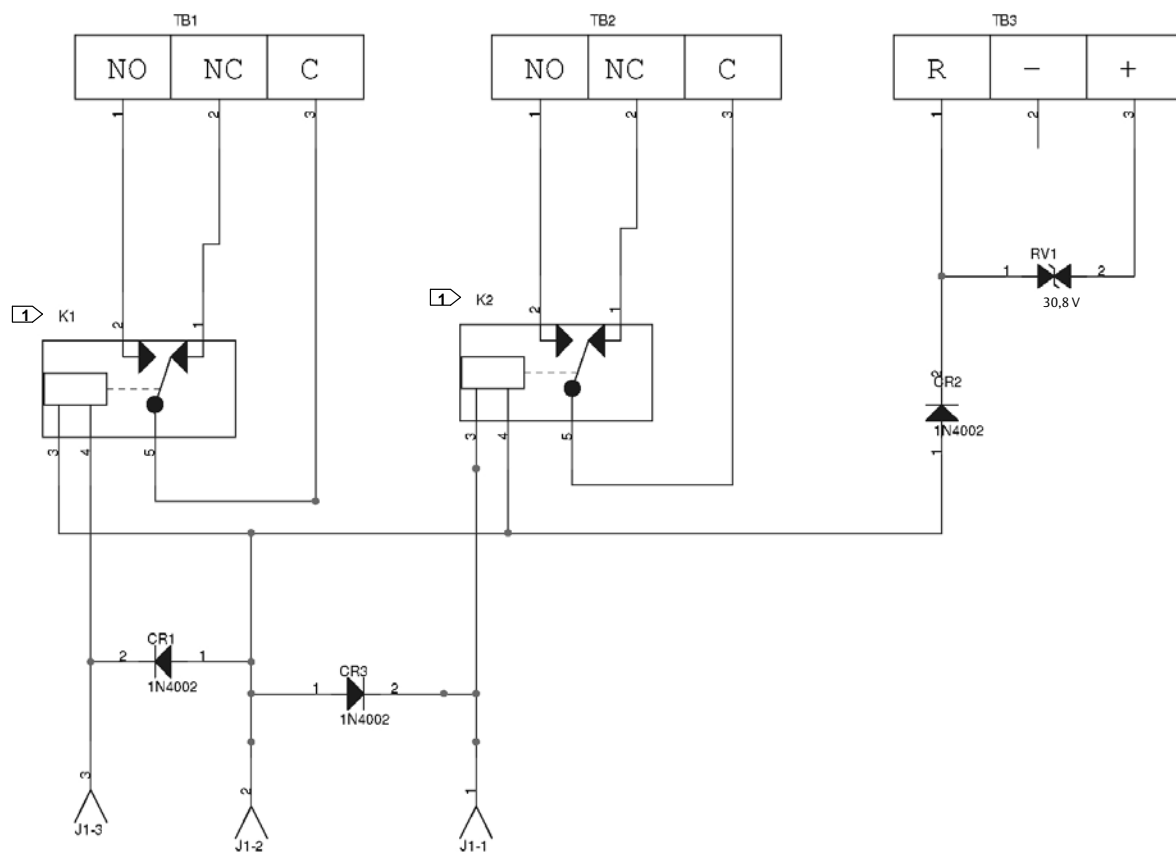 TB1 TB2 TB3
NO NC C NO NC C R - +
1 2 3 1 2 3 1 2 3
RV1
1 2
30,8 V
1 K1
1 K2
2 1
2 1
3 4 5
3 4 5
2
CR2
1N4002
1
CR1
2 1
1N4002
CR3
1 2
1N4002
3 2 1
J1-3 J1-2 J1-1